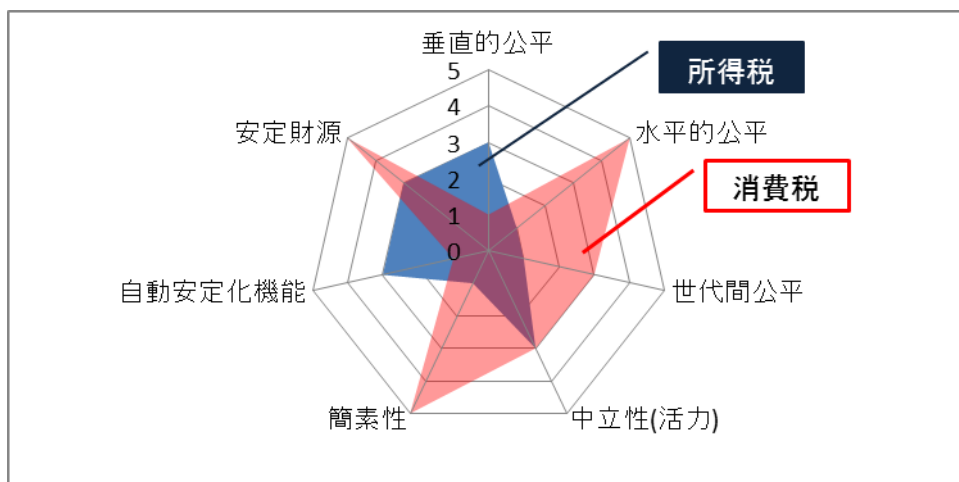 垂直的公平
所得税
5
4
3
2
1
0
安定財源
水平的公平
消費税
自動安定化機能
世代間公平
簡素性
中立性(活力)